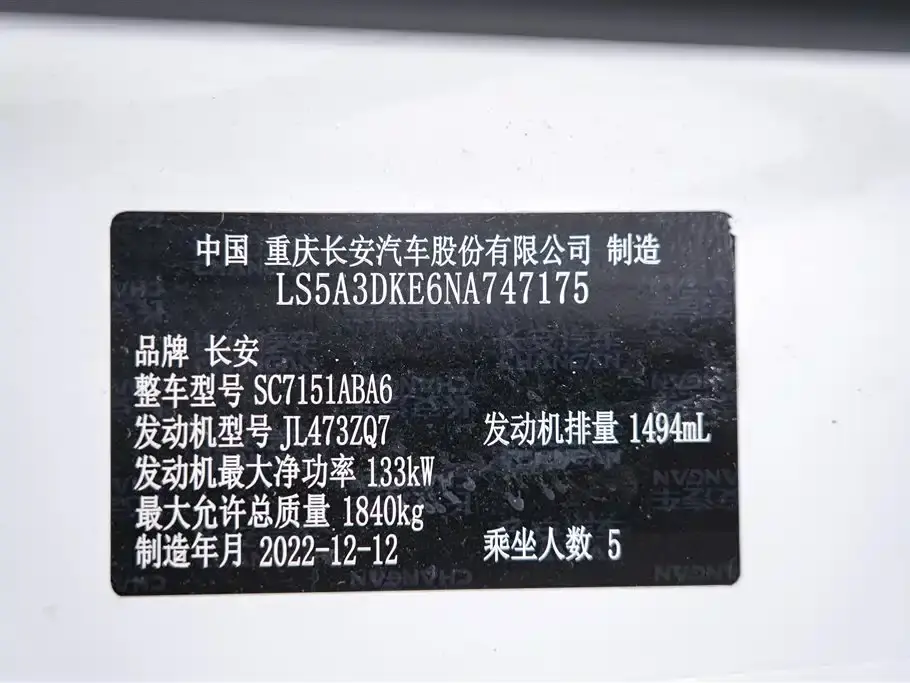 中国 重庆长安汽车股份有限公司 制造
LS5A3DKE6NA747175
品牌 长安
整车型号 SC7151ABA6
发动机型号 JL473ZQ7 发动机排量 1494mL
发动机最大净功率 133kW
最大允许总质量 1840kg
制造年月 2022-12-12 乘坐人数 5